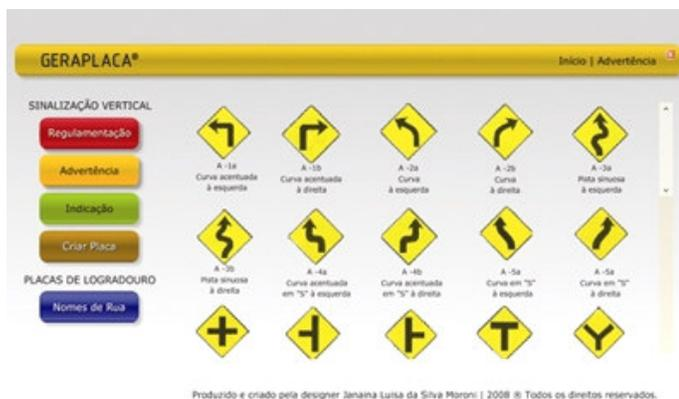 GERAPLACA®
Início | Advertência
SINALIZAÇÃO VERTICAL
Regulamentação
Advertência
Indicação
Criar Placa
PLACAS DE LOGRADOURO
Nomes de Rua
A -1a
Curva acentuada
à esquerda
A -1b
Curva acentuada
à direita
A -2a
Curva
à esquerda
A -2b
Curva
à direita
A -3a
Pista sinuosa
à esquerda
A -3b
Pista sinuosa
à direita
A -4a
Curva acentuada
em "S" à esquerda
A -4b
Curva acentuada
em "S" à direita
A -5a
Curva em "S"
à esquerda
A -5a
Curva em "S"
à direita
Produzido e criado pela designer Janaina Luisa da Silva Moroni | 2008 ® Todos os direitos reservados.